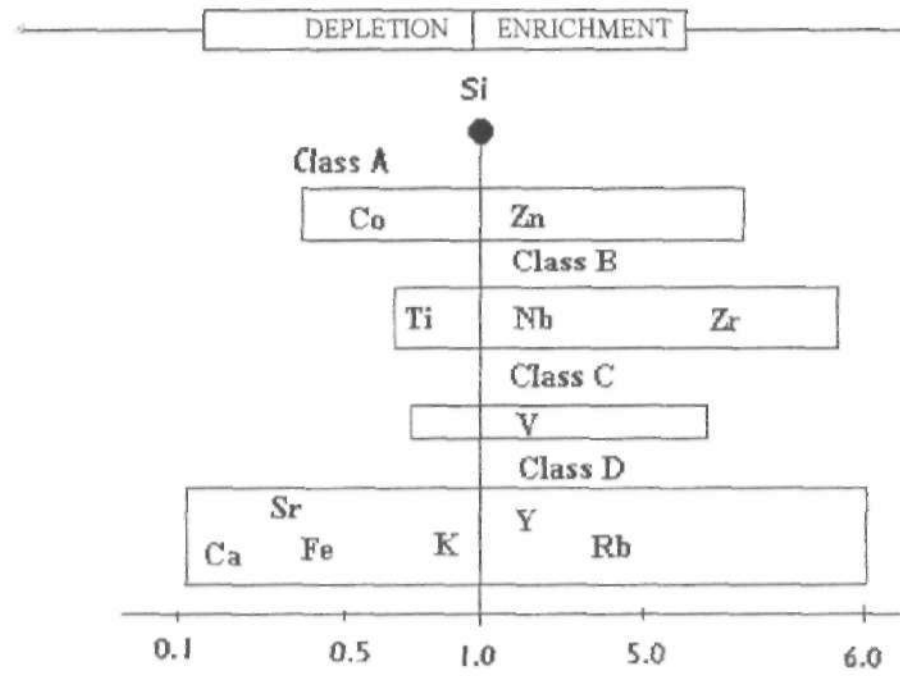 DEPLETION ENRICHMENT
Si
Class A
Co Zn
Class B
Ti Nb Zr
Class C
V
Class D
Sr Y
Ca Fe K Rb
0.1 0.5 1.0 5.0 6.0